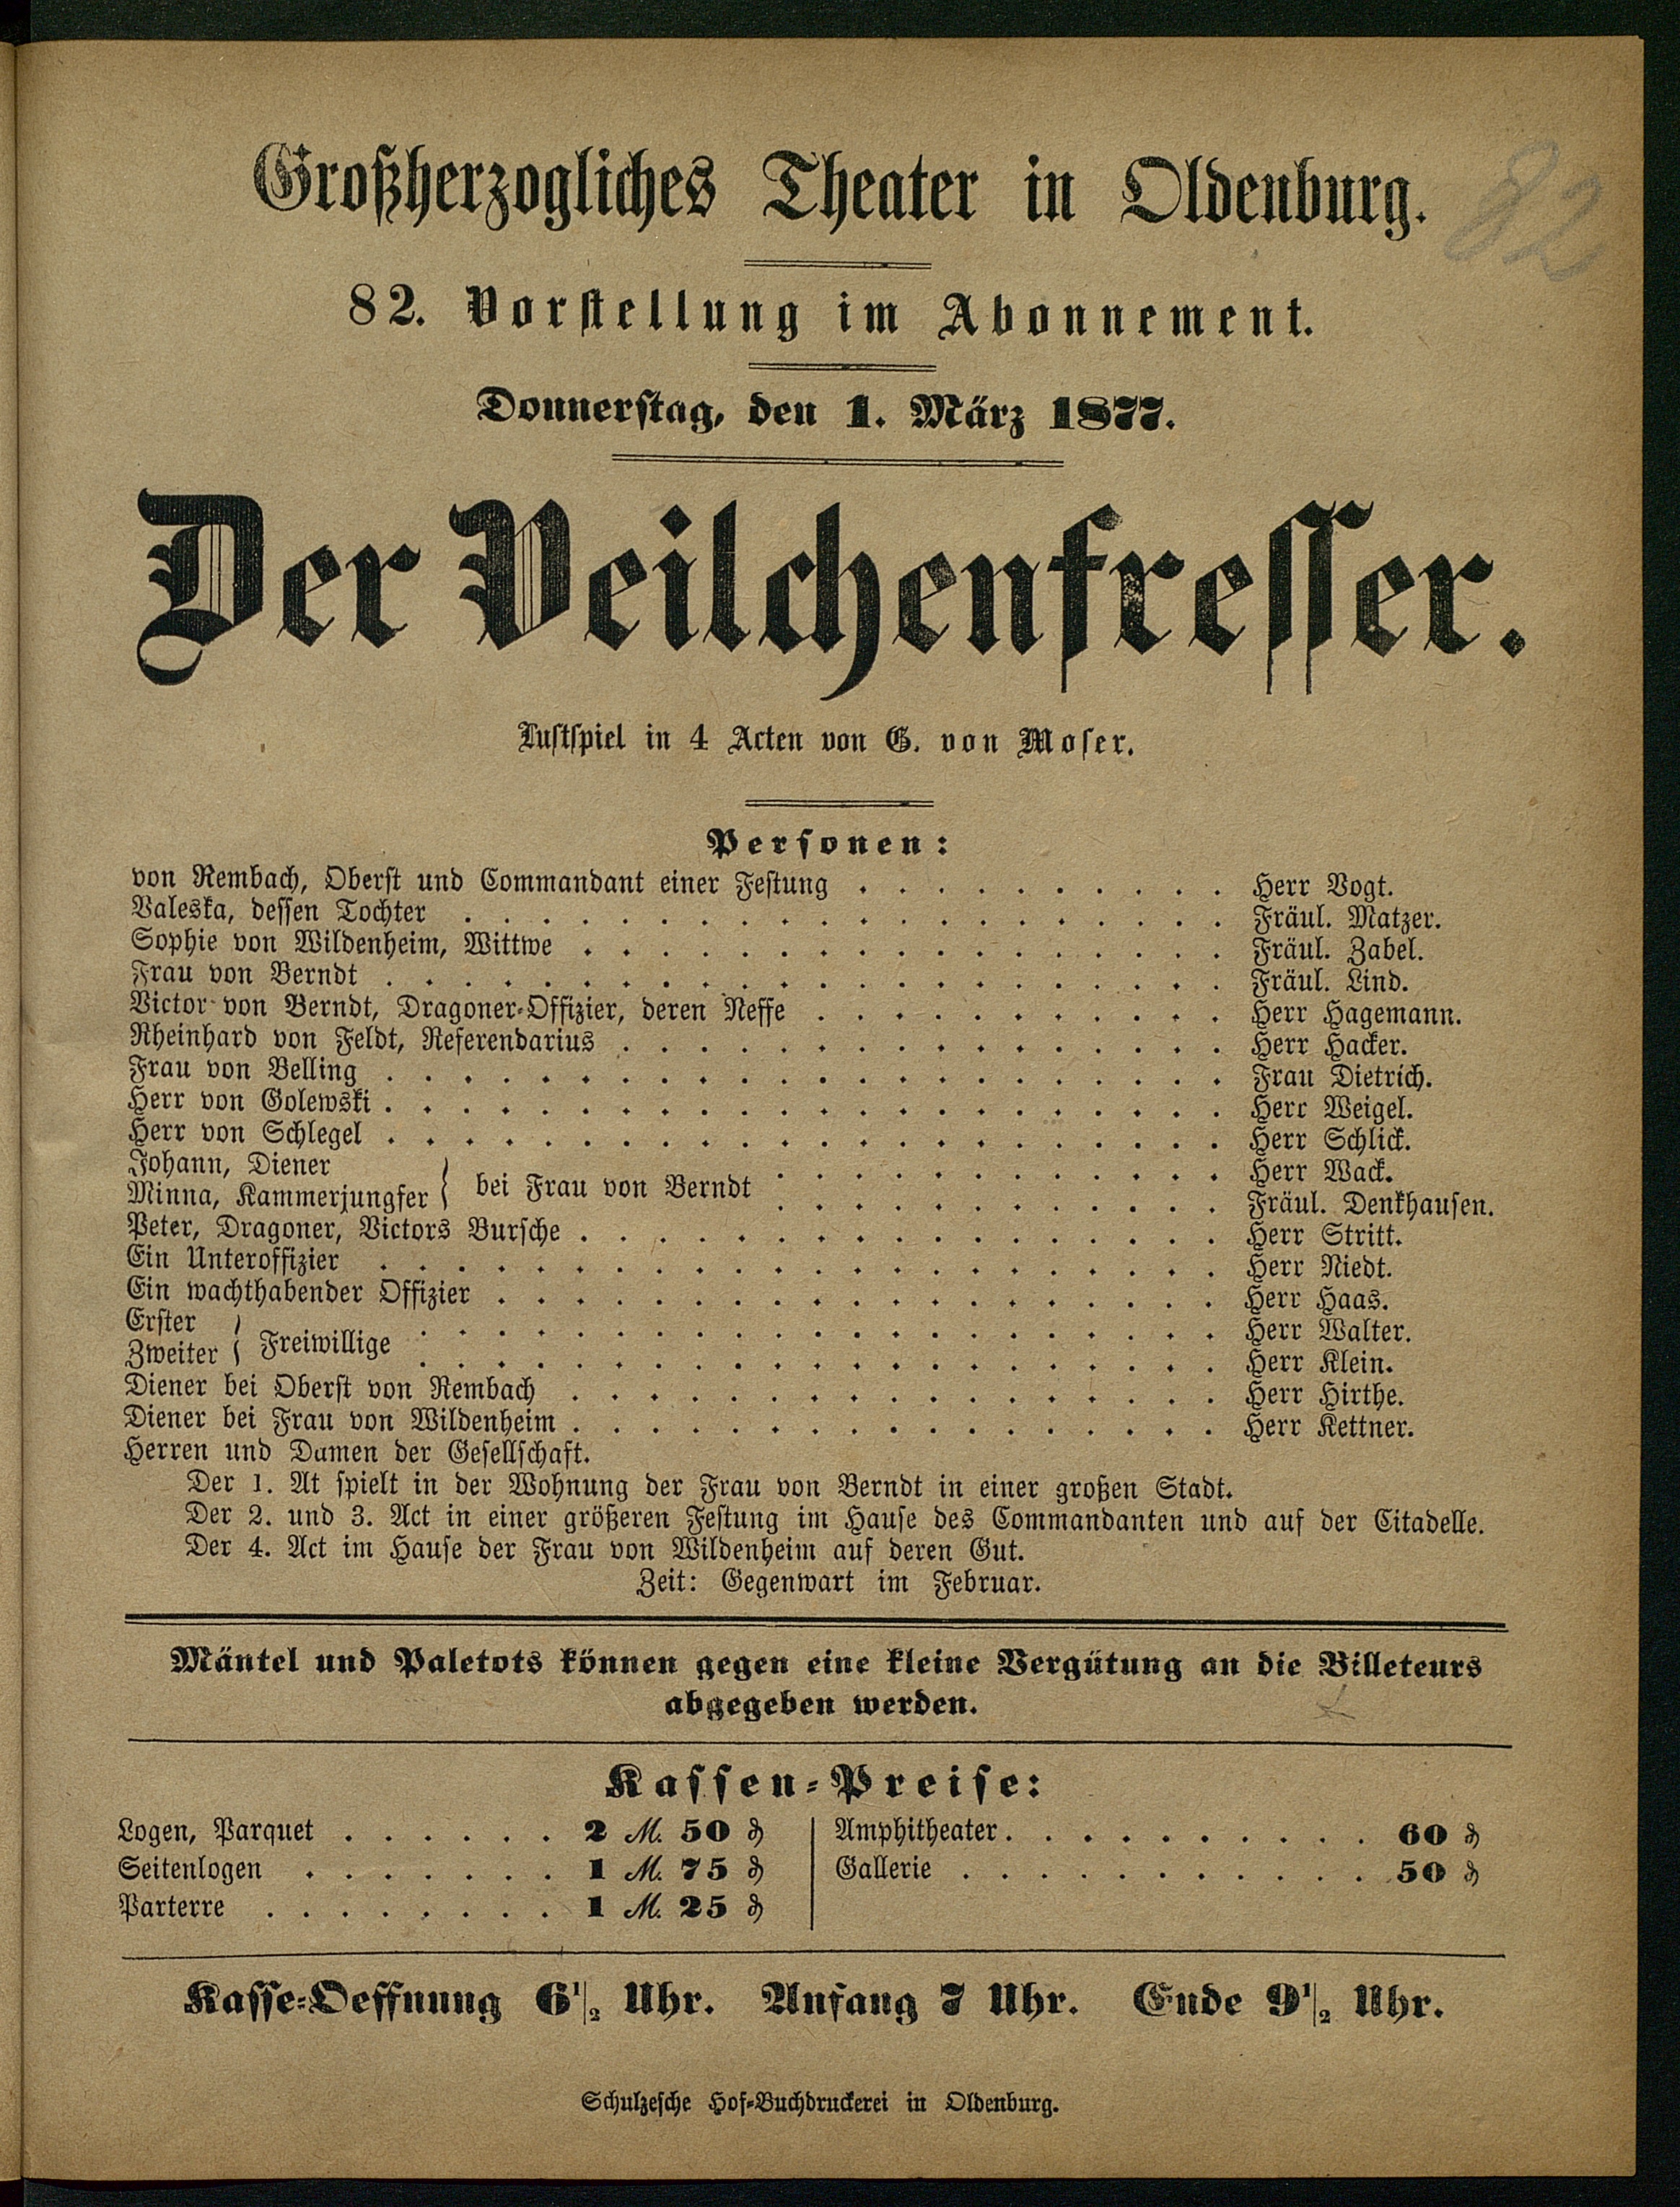 82
Großherzogliches Theater in Oldenburg.
82. Vorstellung im Abonnement.
Donnerstag, den 1. März 1877.
Der Veilchenfresser.
Lustspiel in 4 Acten von G. von Moser.
Personen:
von Rembach, Oberst und Commandant einer Festung . . . . . . . . . . Herr Vogt.
Valeska, dessen Tochter . . . . . . . . . . . . . . . . . . . . Fräul. Matzer.
Sophie von Wildenheim, Wittwe . . . . . . . . . . . . . . . . . Fräul. Zabel.
Frau von Berndt . . . . . . . . . . . . . . . . . . . . . . Fräul. Lind.
Victor von Berndt, Dragoner-Offizier, deren Neffe . . . . . . . . . . . Herr Hagemann.
Rheinhard von Feldt, Referendarius . . . . . . . . . . . . . . . . Herr Hacker.
Frau von Belling . . . . . . . . . . . . . . . . . . . . . . Frau Dietrich.
Herr von Golewski . . . . . . . . . . . . . . . . . . . . . . Herr Weigel.
Herr von Schlegel . . . . . . . . . . . . . . . . . . . . . . Herr Schlick.
Johann, Diener } bei Frau von Berndt . . . . . . . . . . . . Herr Wack.
Minna, Kammerjungfer } . . . . . . . . . . . . Fräul. Denkhausen.
Peter, Dragoner, Victors Bursche . . . . . . . . . . . . . . . . . Herr Stritt.
Ein Unteroffizier . . . . . . . . . . . . . . . . . . . . . . Herr Niedt.
Ein wachthabender Offizier . . . . . . . . . . . . . . . . . . . Herr Haas.
Erster } Freiwillige . . . . . . . . . . . . . . . . . . . . . Herr Walter.
Zweiter } . . . . . . . . . . . . . . . . . . . . . Herr Klein.
Diener bei Oberst von Rembach . . . . . . . . . . . . . . . . . Herr Hirthe.
Diener bei Frau von Wildenheim . . . . . . . . . . . . . . . . . Herr Kettner.
Herren und Damen der Gesellschaft.
Der 1. At spielt in der Wohnung der Frau von Berndt in einer großen Stadt.
Der 2. und 3. Act in einer größeren Festung im Hause des Commandanten und auf der Citadelle.
Der 4. Act im Hause der Frau von Wildenheim auf deren Gut.
Zeit: Gegenwart im Februar.
Mäntel und Paletots können gegen eine kleine Vergütung an die Billeteurs
abgegeben werden.
Kassen-Preise:
Logen, Parquet . . . . . . 2 M. 50 ₰
Seitenlogen . . . . . . . 1 M. 75 ₰
Parterre . . . . . . . . 1 M. 25 ₰
Amphitheater . . . . . . . . . . 60 ₰
Gallerie . . . . . . . . . . . 50 ₰
Kasse-Oeffnung 6½ Uhr. Anfang 7 Uhr. Ende 9½ Uhr.
Schulzesche Hof-Buchdruckerei in Oldenburg.